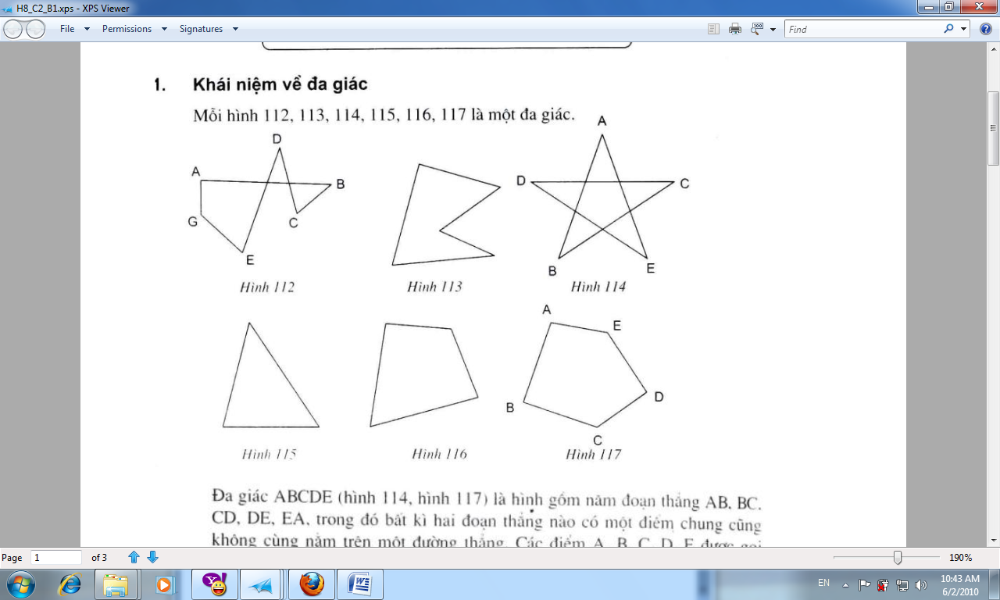 H8_C2_B1.xps - XPS Viewer
File Permissions Signatures Find
1. Khái niệm về đa giác
Mỗi hình 112, 113, 114, 115, 116, 117 là một đa giác.
D
A
B
G
C
E
Hình 112
Hình 113
A
D
C
B
E
Hình 114
Hình 115
Hình 116
A
E
B
D
C
Hình 117
Đa giác ABCDE (hình 114, hình 117) là hình gồm năm đoạn thẳng AB, BC,
CD, DE, EA, trong đó bất kì hai đoạn thẳng nào có một điểm chung cũng
không cùng nằm trên một đường thẳng. Các điểm A, B, C, D, E được gọi
Page 1 of 3 190%
EN 10:43 AM
6/2/2010